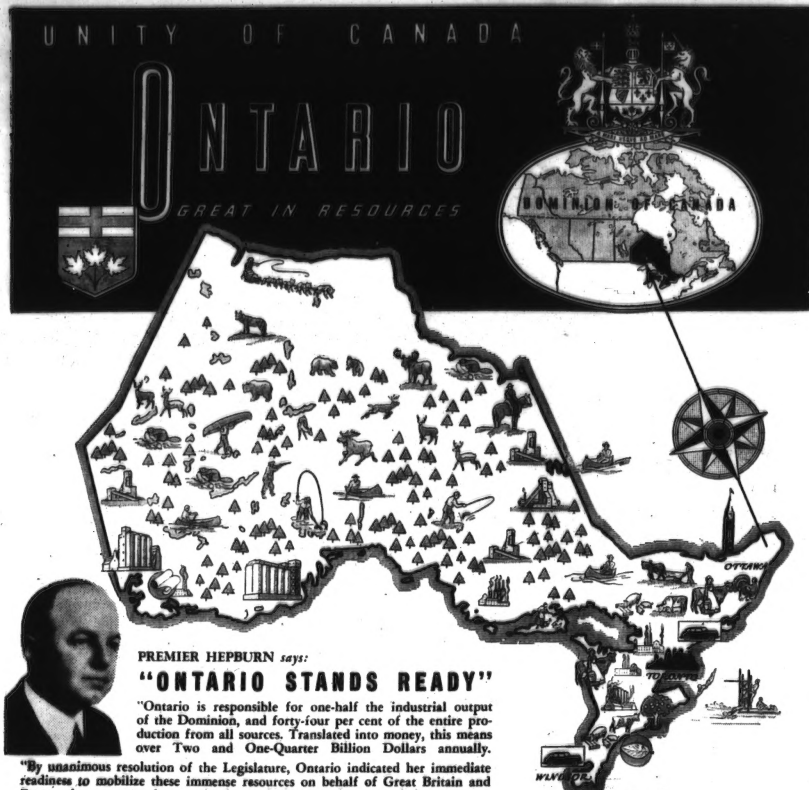 UNITY OF CANADA
ONTARIO
GREAT IN RESOURCES
DOMINION OF CANADA
OTTAWA
TORONTO
WINDSOR
PREMIER HEPBURN says:
"ONTARIO STANDS READY"
"Ontario is responsible for one-half the industrial output
of the Dominion, and forty-four per cent of the entire pro-
duction from all sources. Translated into money, this means
over Two and One-Quarter Billion Dollars annually.
"By unanimous resolution of the Legislature, Ontario indicated her immediate
readiness to mobilize these immense resources on behalf of Great Britain and